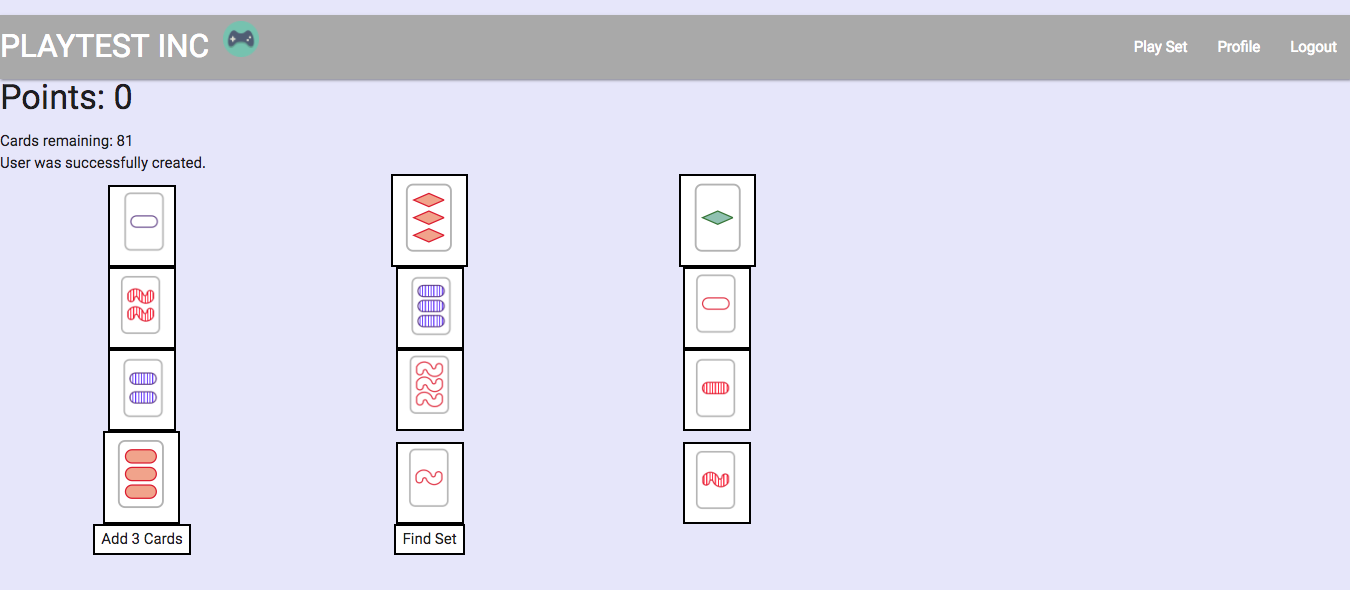 PLAYTEST INC
Play Set Profile Logout
Points: 0
Cards remaining: 81
User was successfully created.
Add 3 Cards Find Set